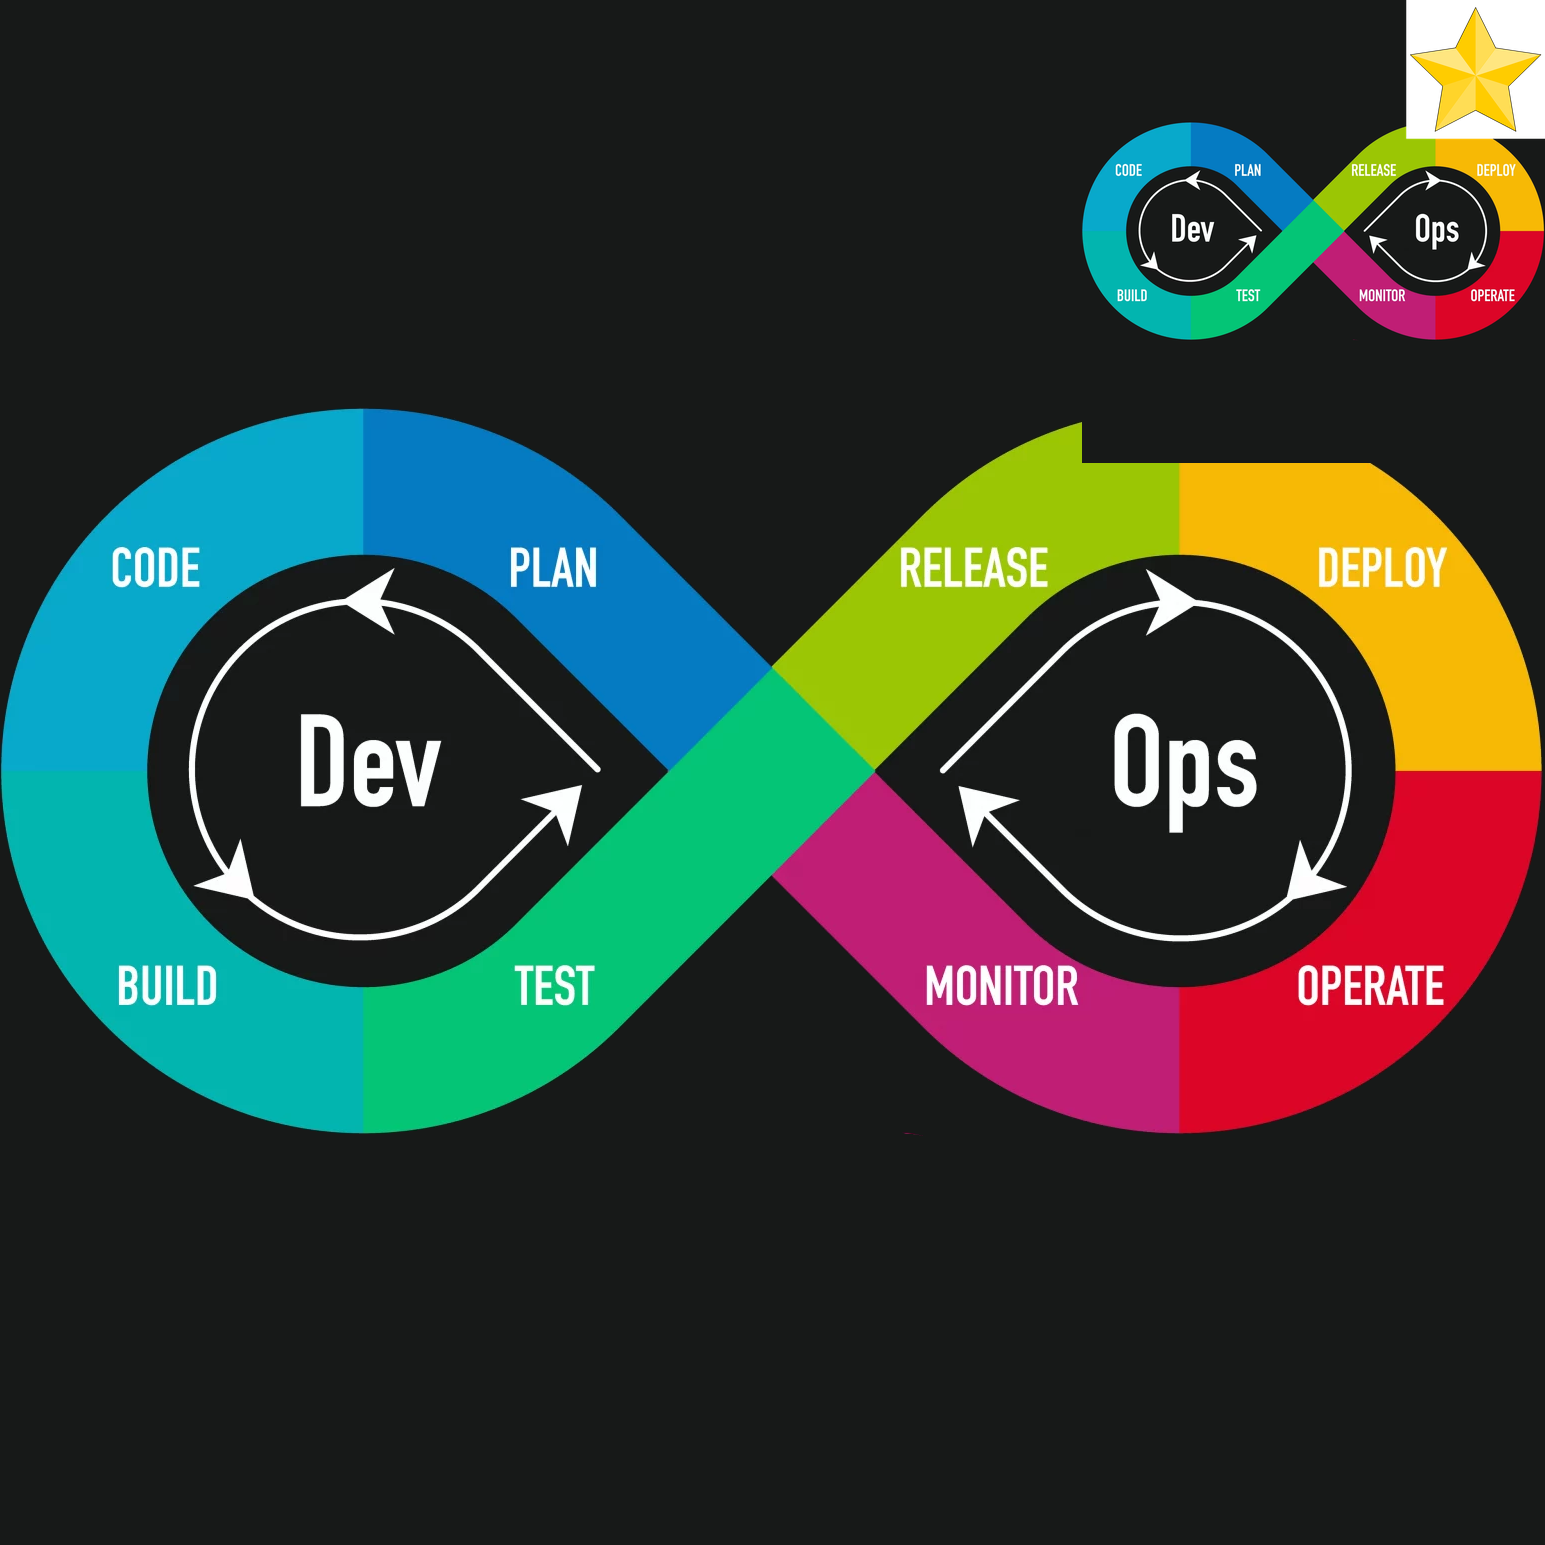 CODE
PLAN
RELEASE
DEPLOY
Dev
Ops
BUILD
TEST
MONITOR
OPERATE
CODE
PLAN
RELEASE
DEPLOY
Dev
Ops
BUILD
TEST
MONITOR
OPERATE